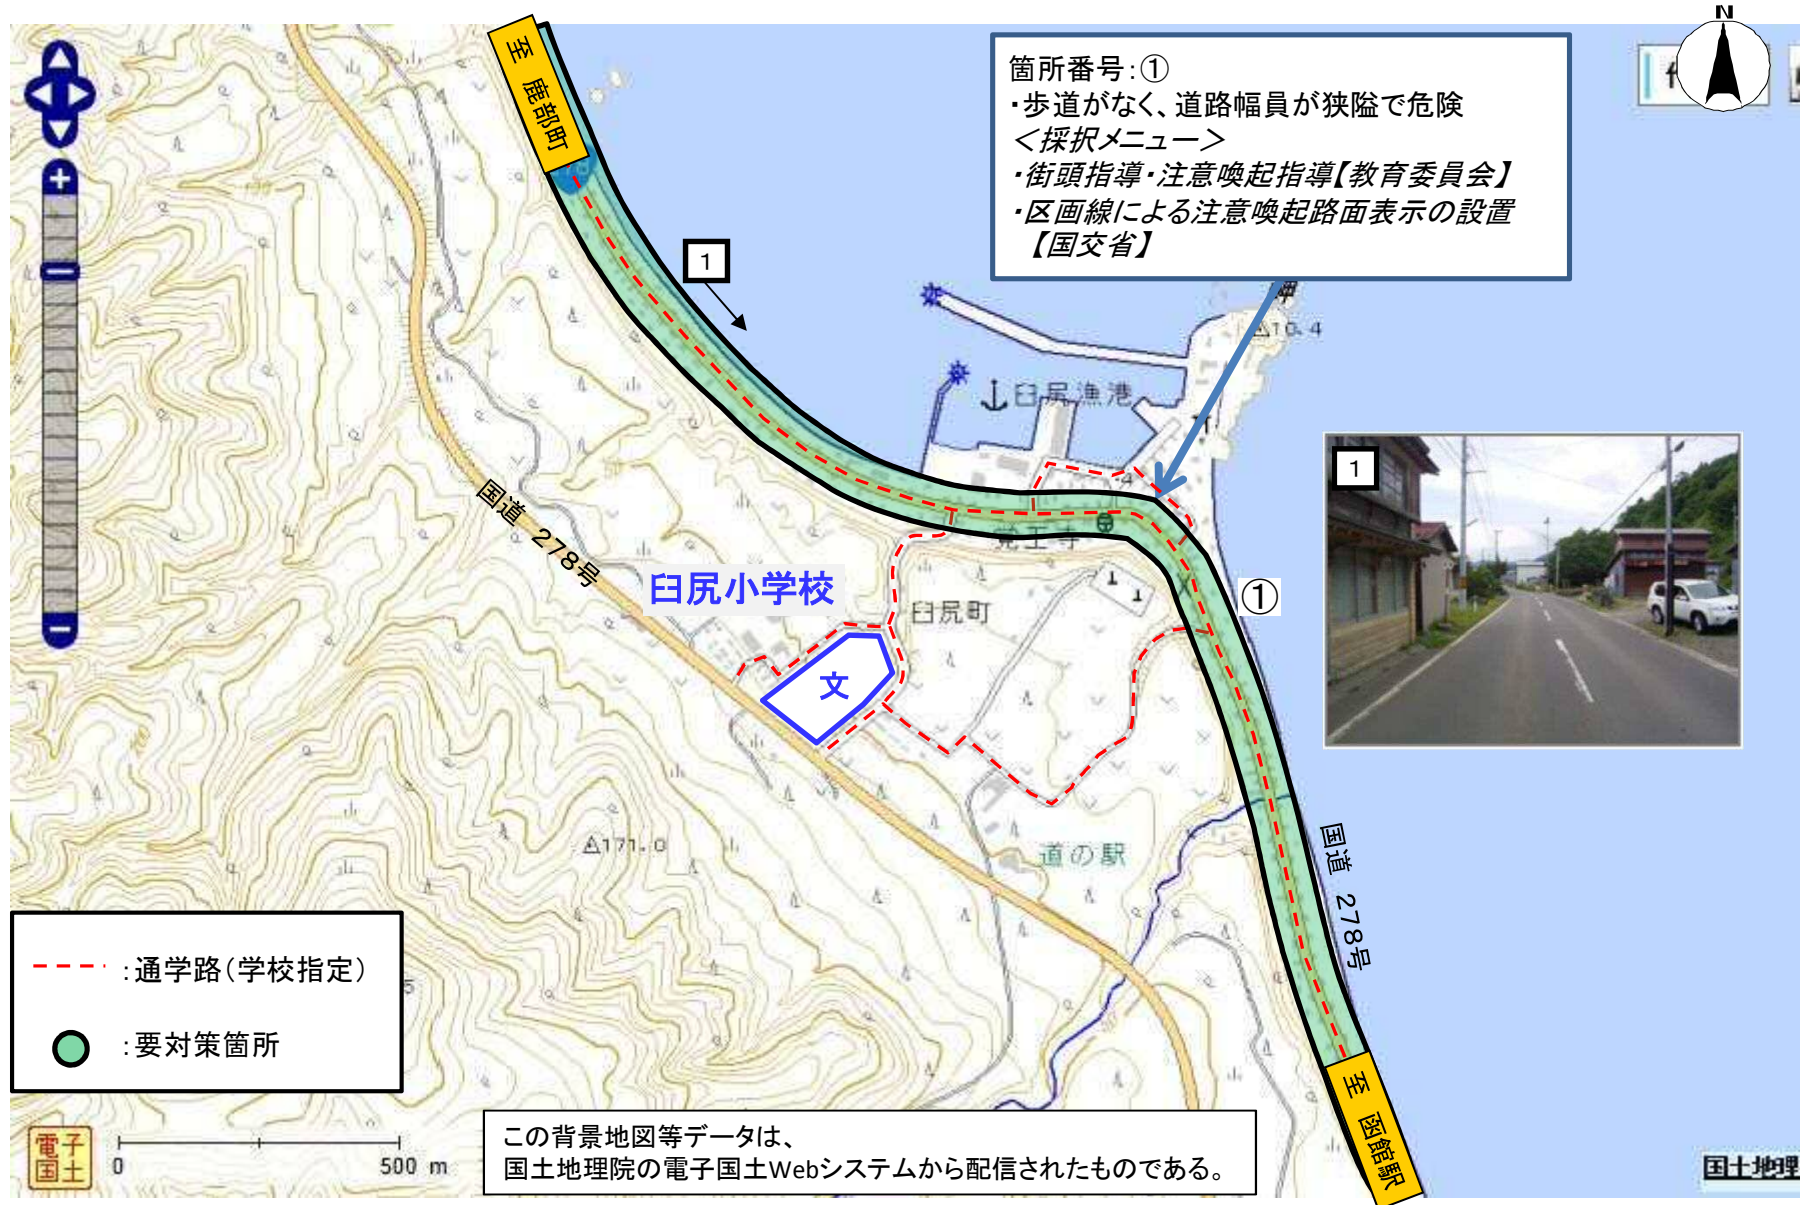 N
至 鹿部町
箇所番号：①
・歩道がなく、道路幅員が狭隘で危険
＜採択メニュー＞
・街頭指導・注意喚起指導【教育委員会】
・区画線による注意喚起路面表示の設置
【国交省】
1
10.4
臼尻漁港
1
国道 278号
覚王寺
①
臼尻小学校
臼尻町
文
171.0
道の駅
国道 278号
：通学路（学校指定）
：要対策箇所
至 函館駅
電子
国土
0
500 m
この背景地図等データは、
国土地理院の電子国土Webシステムから配信されたものである。
国土地理